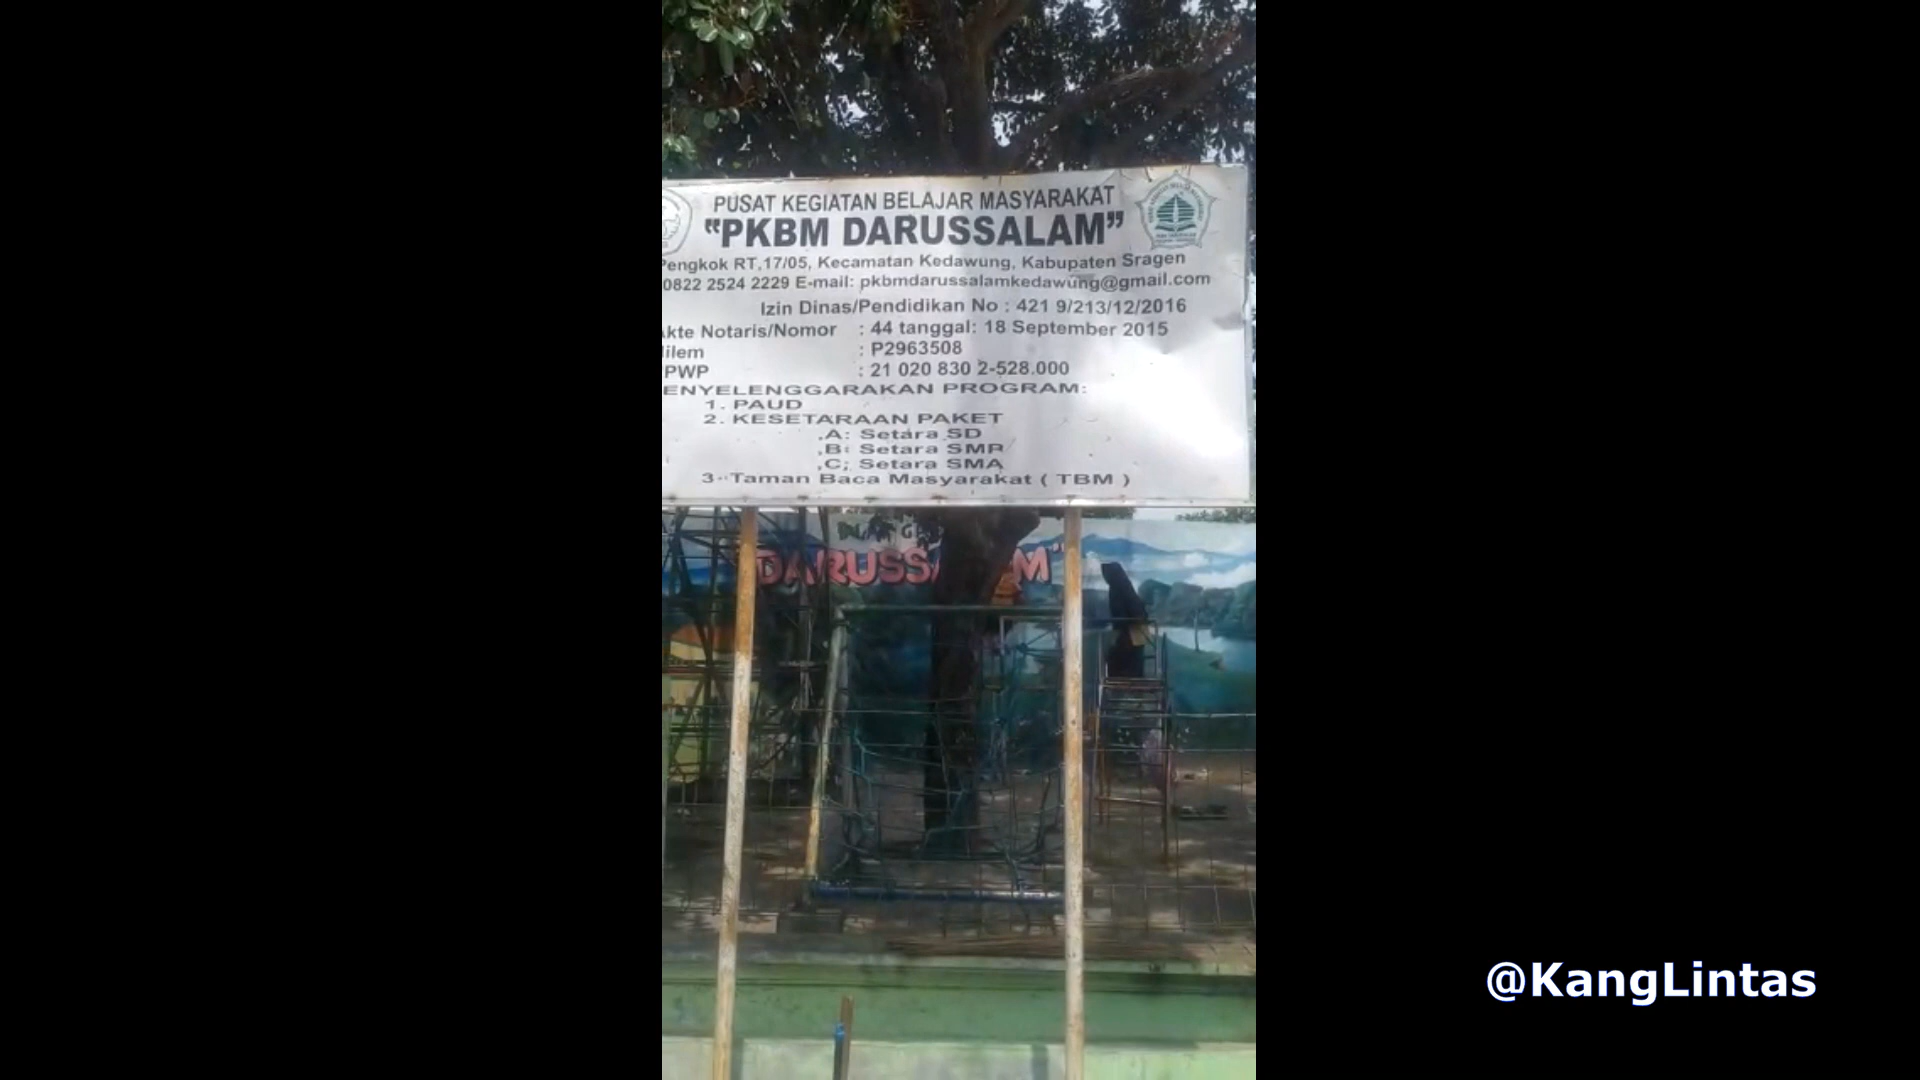 PUSAT KEGIATAN BELAJAR MASYARAKAT
"PKBM DARUSSALAM"
Pengkok RT,17/05, Kecamatan Kedawung, Kabupaten Sragen
0822 2524 2229 E-mail: pkbmdarussalamkedawung@gmail.com
Izin Dinas/Pendidikan No : 421 9/213/12/2016
Akte Notaris/Nomor : 44 tanggal: 18 September 2015
ilem : P2963508
PWP : 21 020 830 2-528.000
ENYELENGGARAKAN PROGRAM:
1. PAUD
2. KESETARAAN PAKET
A: Setara SD
B: Setara SMP
C; Setara SMA
3. Taman Baca Masyarakat ( TBM )
"DARUSSA M"
@KangLintas